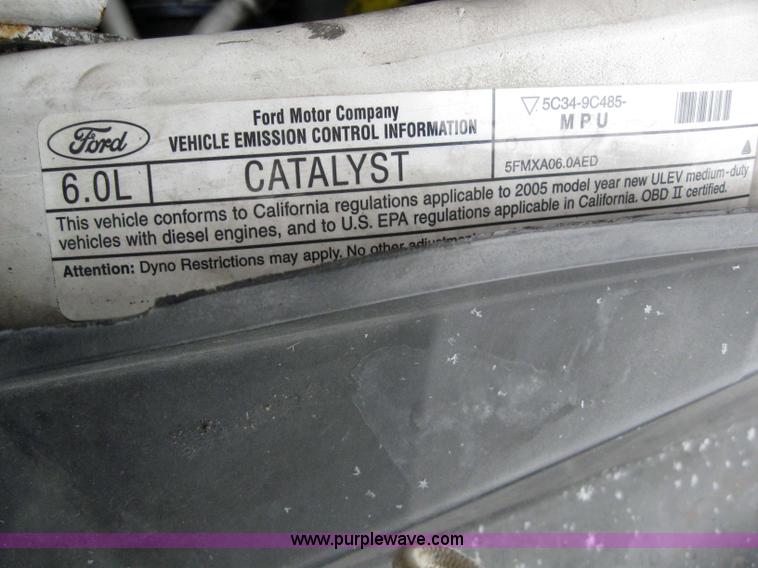 Ford
Ford Motor Company
VEHICLE EMISSION CONTROL INFORMATION
5C34-9C485-
MPU
6.0L
CATALYST
5FMXA06.0AED
This vehicle conforms to California regulations applicable to 2005 model year new ULEV medium-duty
vehicles with diesel engines, and to U.S. EPA regulations applicable in California. OBD II certified.
Attention: Dyno Restrictions may apply. No other
www.purplewave.com